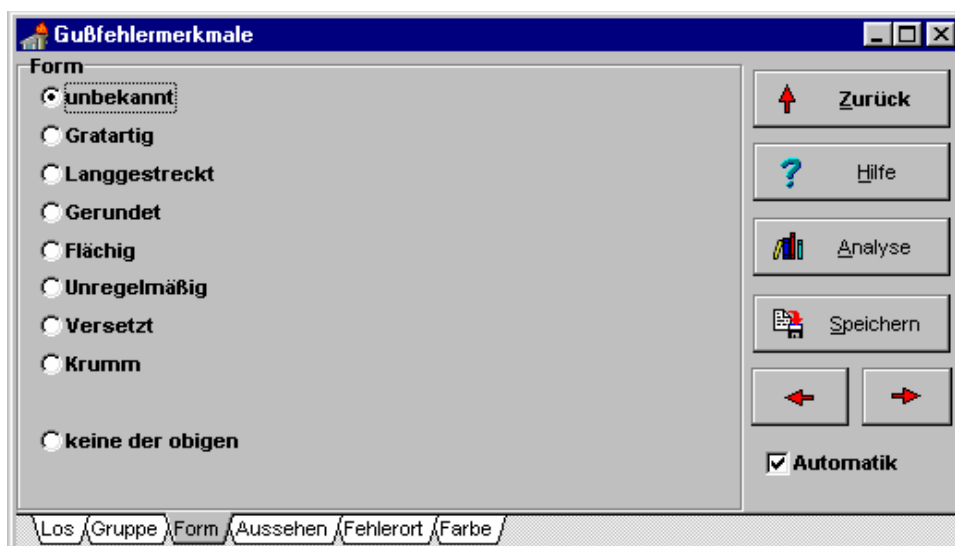 Gußfehlermerkmale
Form
unbekannt
Gratartig
Langgestreckt
Gerundet
Flächig
Unregelmäßig
Versetzt
Krumm
keine der obigen
Zurück
Hilfe
Analyse
Speichern
Automatik
Los Gruppe Form Aussehen Fehlerort Farbe